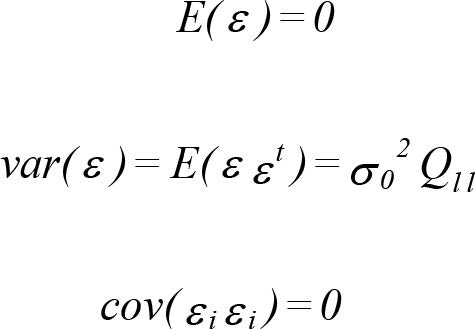 E(ε)=0
var(ε)=E(ε ε^t)=σ_0^2 Q_ll
cov(ε_i ε_i)=0